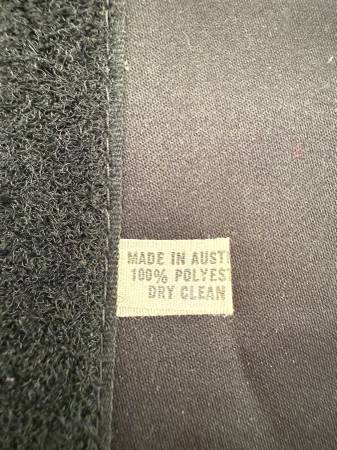 MADE IN AUST
100% POLYEST
DRY CLEAN